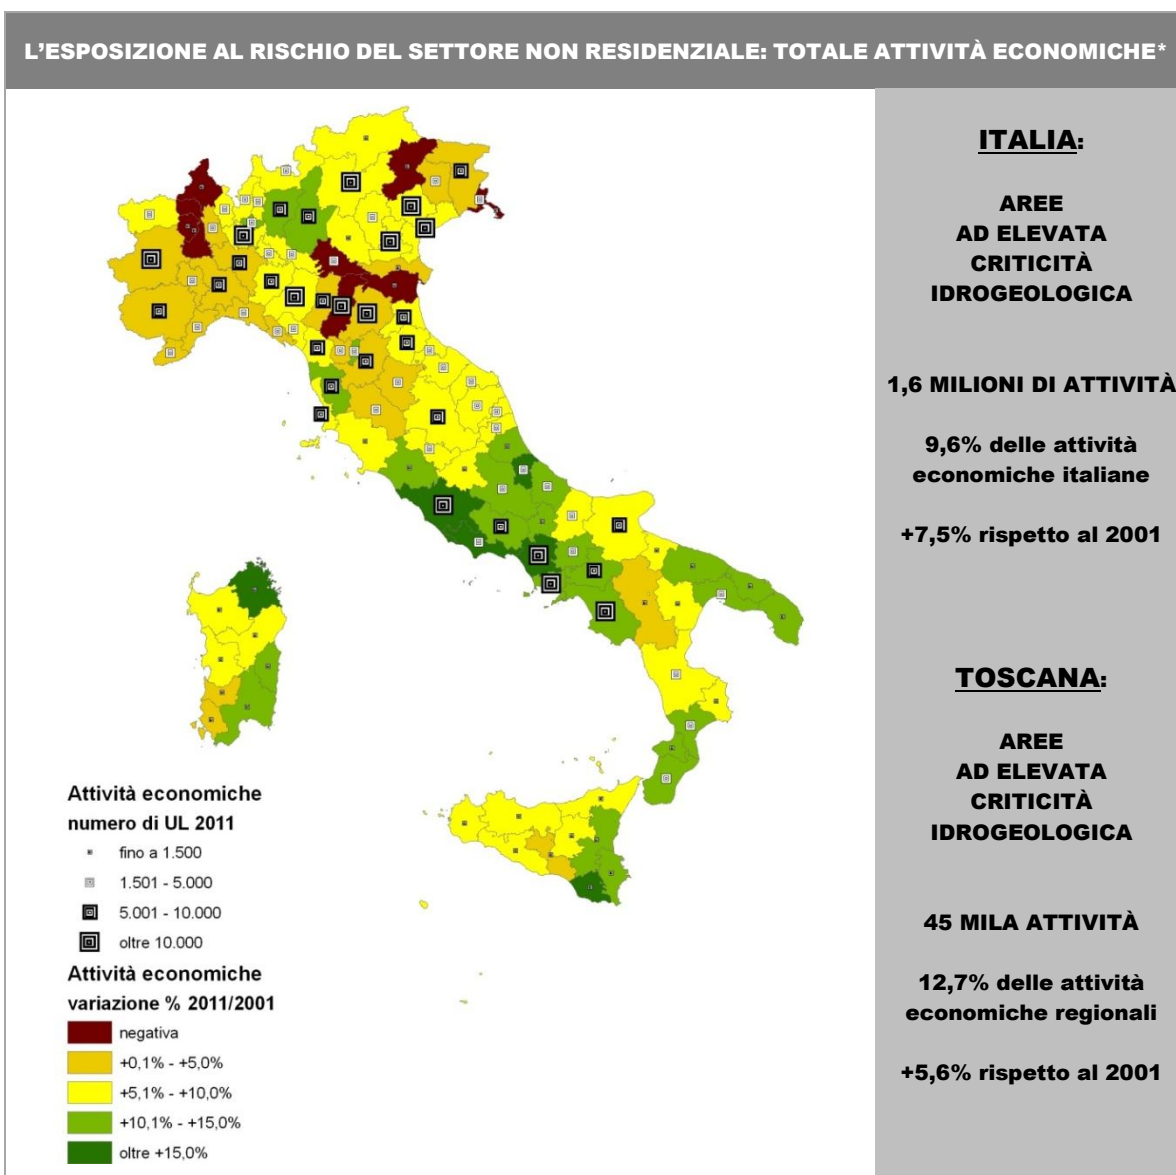 L'ESPOSIZIONE AL RISCHIO DEL SETTORE NON RESIDENZIALE: TOTALE ATTIVITÀ ECONOMICHE*
ITALIA:
AREE
AD ELEVATA
CRITICITÀ
IDROGEOLOGICA
1,6 MILIONI DI ATTIVITÀ
9,6% delle attività
economiche italiane
+7,5% rispetto al 2001
TOSCANA:
AREE
AD ELEVATA
CRITICITÀ
IDROGEOLOGICA
45 MILA ATTIVITÀ
12,7% delle attività
economiche regionali
+5,6% rispetto al 2001
Attività economiche
numero di UL 2011
fino a 1.500
1.501 - 5.000
5.001 - 10.000
oltre 10.000
Attività economiche
variazione % 2011/2001
negativa
+0,1% - +5,0%
+5,1% - +10,0%
+10,1% - +15,0%
oltre +15,0%